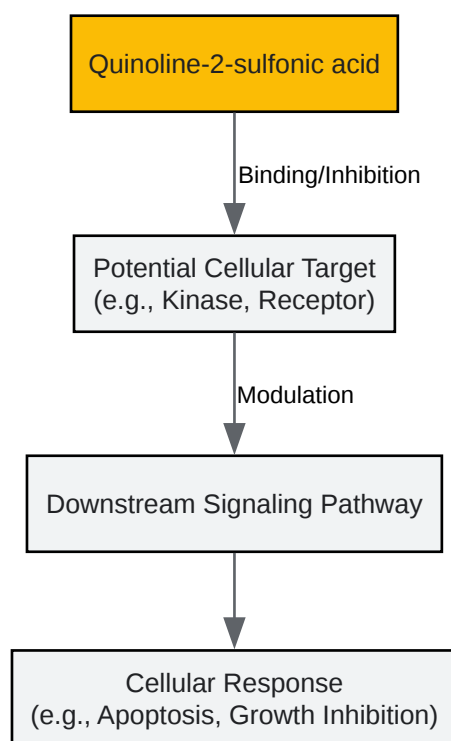 Quinoline-2-sulfonic acid
Binding/Inhibition
Potential Cellular Target
(e.g., Kinase, Receptor)
Modulation
Downstream Signaling Pathway
Cellular Response
(e.g., Apoptosis, Growth Inhibition)